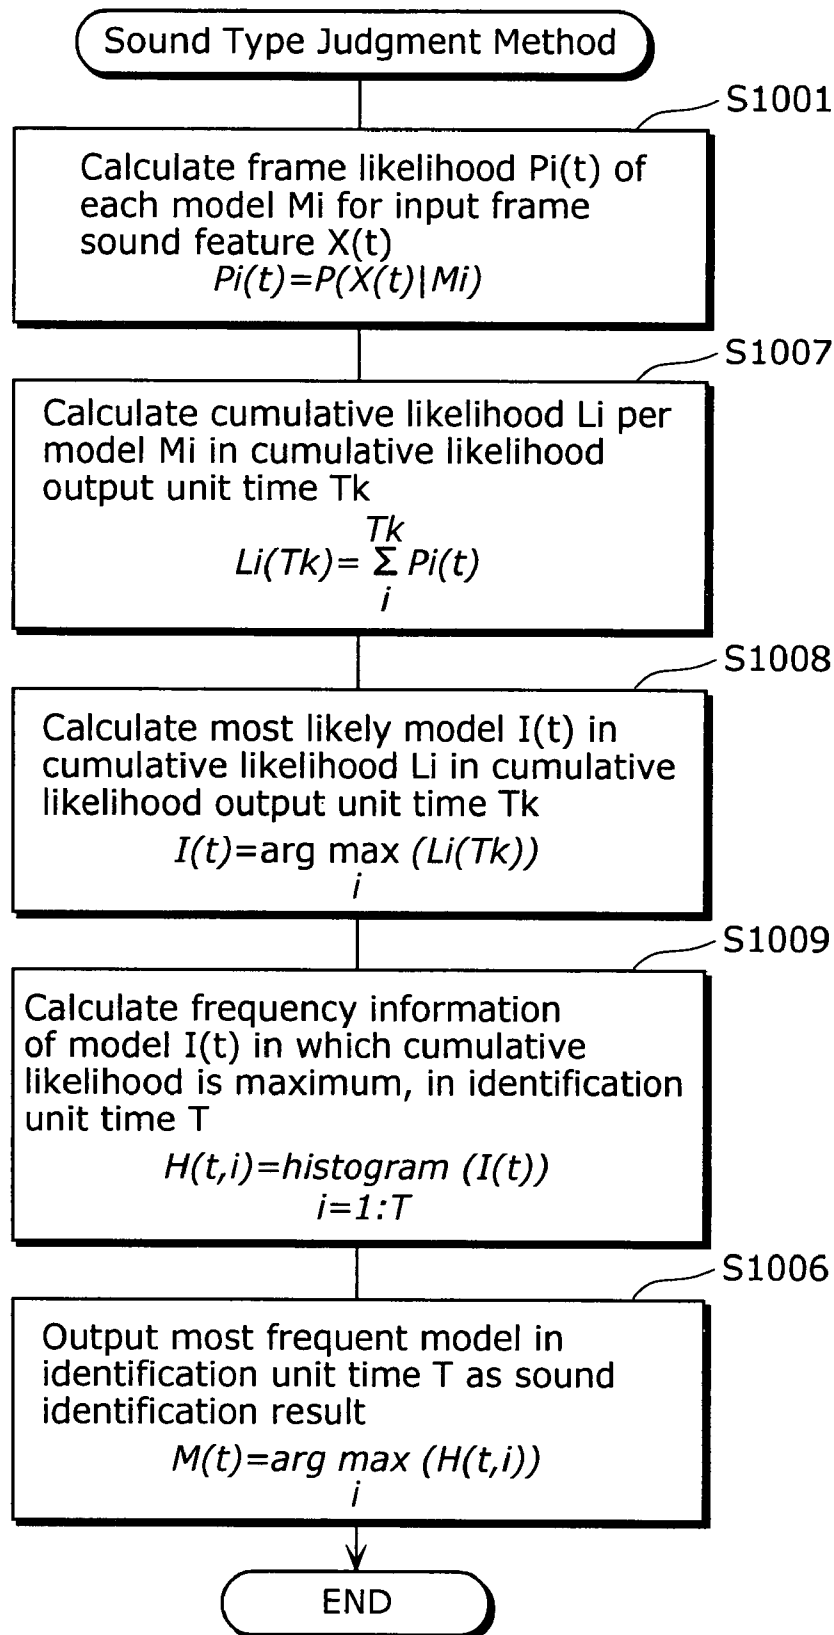 Sound Type Judgment Method
S1001
Calculate frame likelihood Pi(t) of
each model Mi for input frame
sound feature X(t)
Pi(t)=P(X(t)|Mi)
S1007
Calculate cumulative likelihood Li per
model Mi in cumulative likelihood
output unit time Tk
Tk
Li(Tk)= Σ Pi(t)
i
S1008
Calculate most likely model I(t) in
cumulative likelihood Li in cumulative
likelihood output unit time Tk
I(t)=arg max (Li(Tk))
i
S1009
Calculate frequency information
of model I(t) in which cumulative
likelihood is maximum, in identification
unit time T
H(t,i)=histogram (I(t))
i=1:T
S1006
Output most frequent model in
identification unit time T as sound
identification result
M(t)=arg max (H(t,i))
i
END